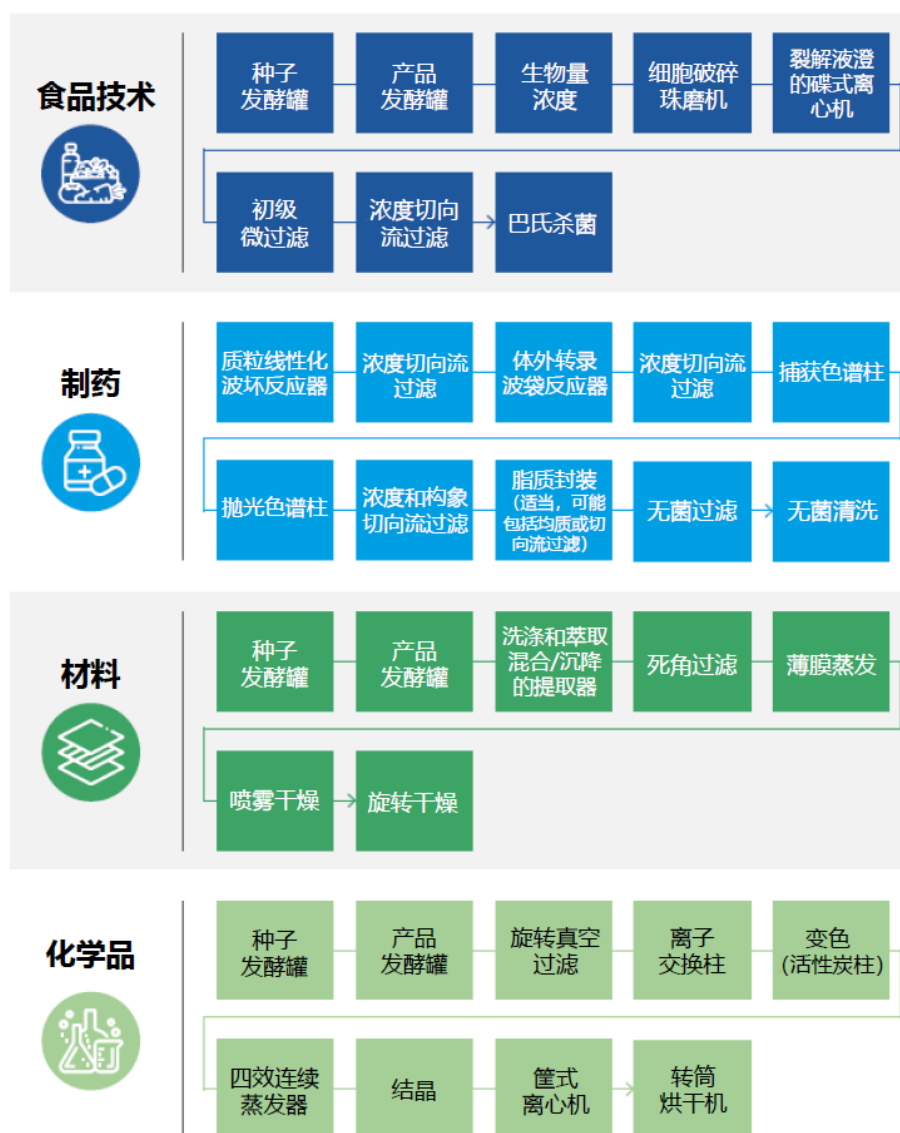 食品技术
种子
发酵罐
产品
发酵罐
生物量
浓度
细胞破碎
珠磨机
裂解液澄
的碟式离
心机
初级
微过滤
浓度切向
流过滤
巴氏杀菌
制药
质粒线性化
波坏反应器
浓度切向流
过滤
体外转录
波袋反应器
浓度切向流
过滤
捕获色谱柱
抛光色谱柱
浓度和构象
切向流过滤
脂质封装
(适当，可能
包括均质或切
向流过滤)
无菌过滤
无菌清洗
材料
种子
发酵罐
产品
发酵罐
洗涤和萃取
混合/沉降
的提取器
死角过滤
薄膜蒸发
喷雾干燥
旋转干燥
化学品
种子
发酵罐
产品
发酵罐
旋转真空
过滤
离子
交换柱
变色
(活性炭柱)
四效连续
蒸发器
结晶
筐式
离心机
转筒
烘干机